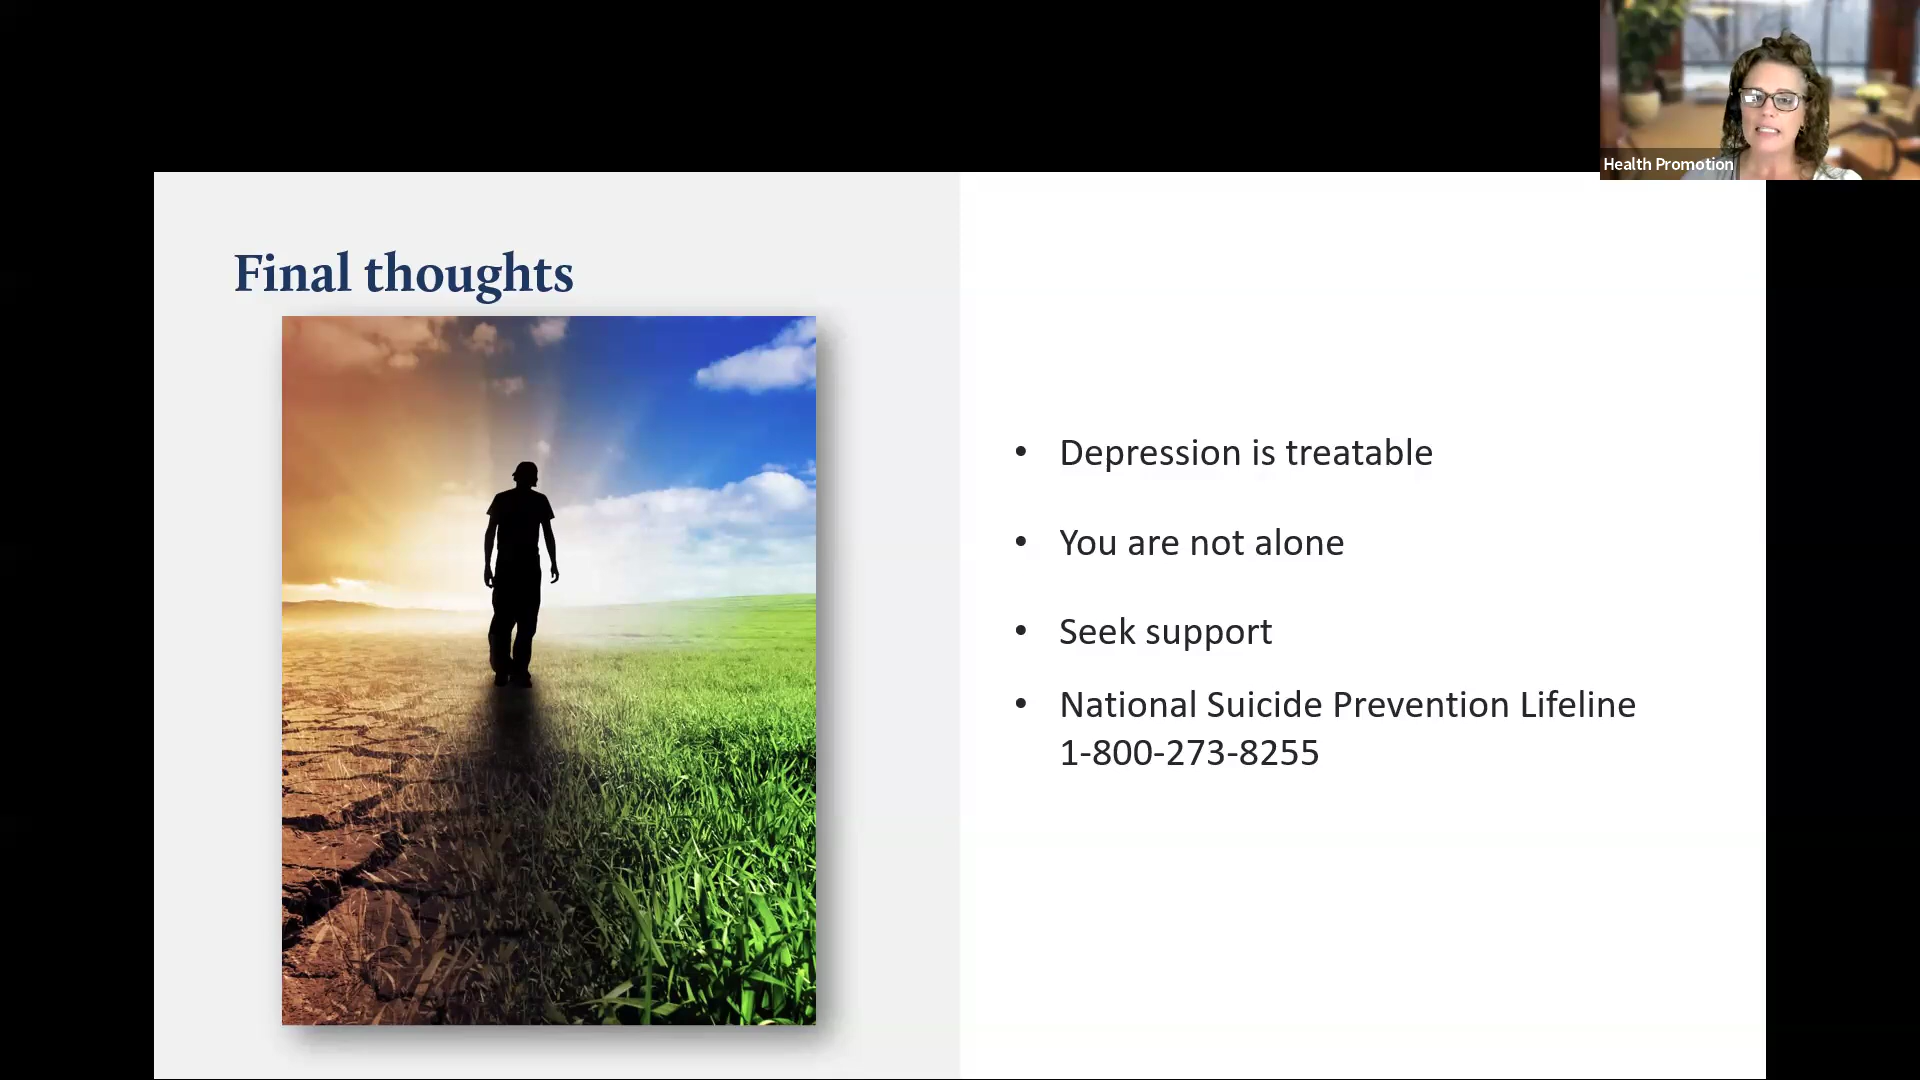 Health Promotion
Final thoughts
• Depression is treatable
• You are not alone
• Seek support
• National Suicide Prevention Lifeline
1-800-273-8255